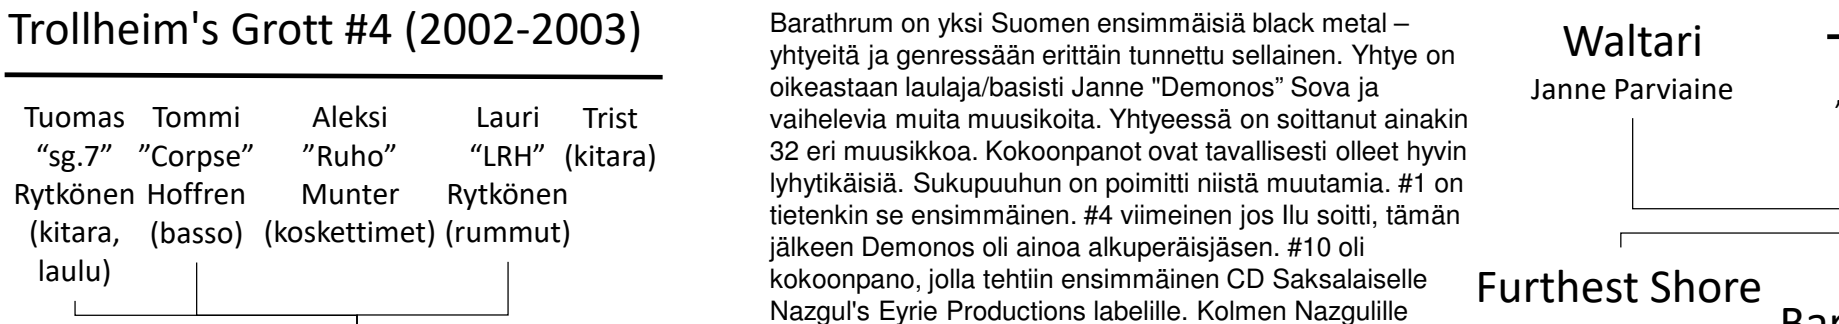 Trollheim's Grott #4 (2002-2003)
Tuomas
“sg.7”
Rytkönen
(kitara,
laulu)
Tommi
”Corpse”
Hoffren
(basso)
Aleksi
”Ruho”
Munter
(koskettimet)
Lauri
“LRH”
Rytkönen
(rummut)
Trist
(kitara)
Barathrum on yksi Suomen ensimmäisiä black metal –
yhtyeitä ja genressään erittäin tunnettu sellainen. Yhtye on
oikeastaan laulaja/basisti Janne "Demonos” Sova ja
vaihelevia muita muusikoita. Yhtyeessä on soittanut ainakin
32 eri muusikkoa. Kokoonpanot ovat tavallisesti olleet hyvin
lyhytikäisiä. Sukupuuhun on poimitti niistä muutamia. #1 on
tietenkin se ensimmäinen. #4 viimeinen jos Ilu soitti, tämän
jälkeen Demonos oli ainoa alkuperäisjäsen. #10 oli
kokoonpano, jolla tehtiin ensimmäinen CD Saksalaiselle
Nazgul's Eyrie Productions labelille. Kolmen Nazgulille
Waltari
Janne Parviaine
Furthest Shore